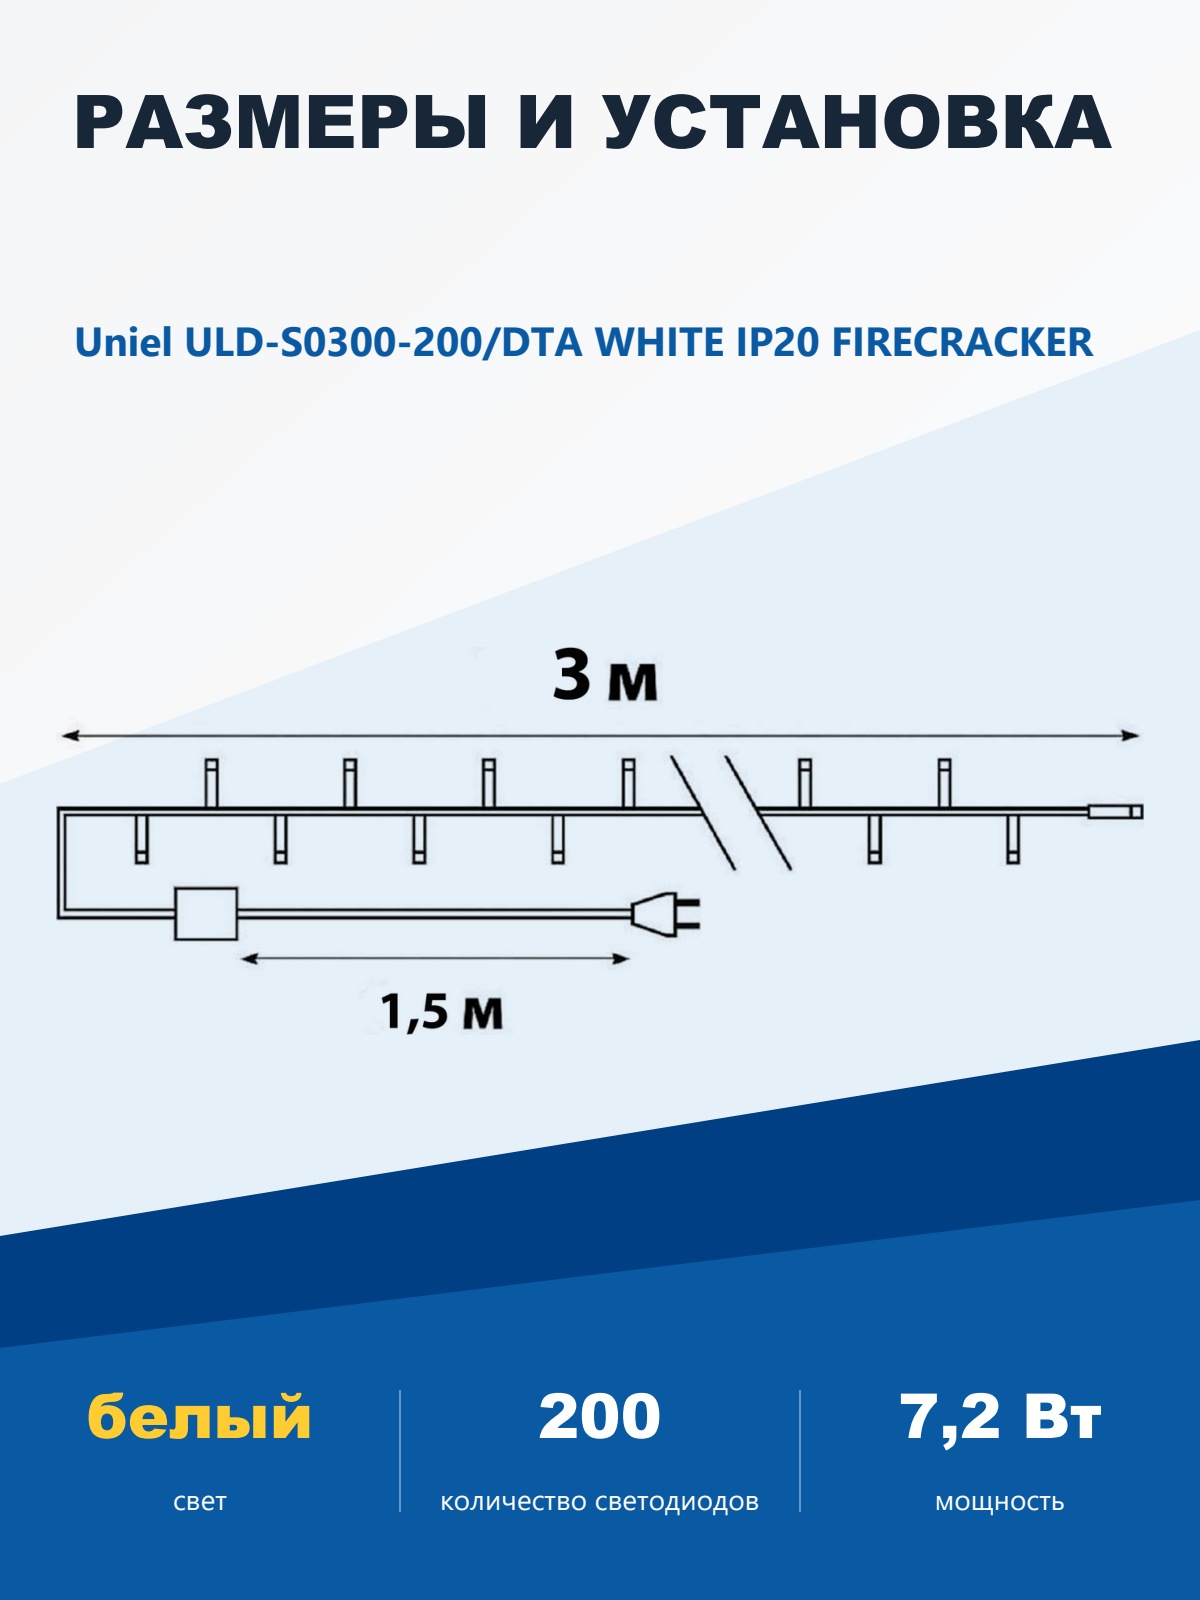 РАЗМЕРЫ И УСТАНОВКА
Uniel ULD-S0300-200/DTA WHITE IP20 FIRECRACKER
3 м
1,5 м
белый
свет
200
количество светодиодов
7,2 Вт
мощность